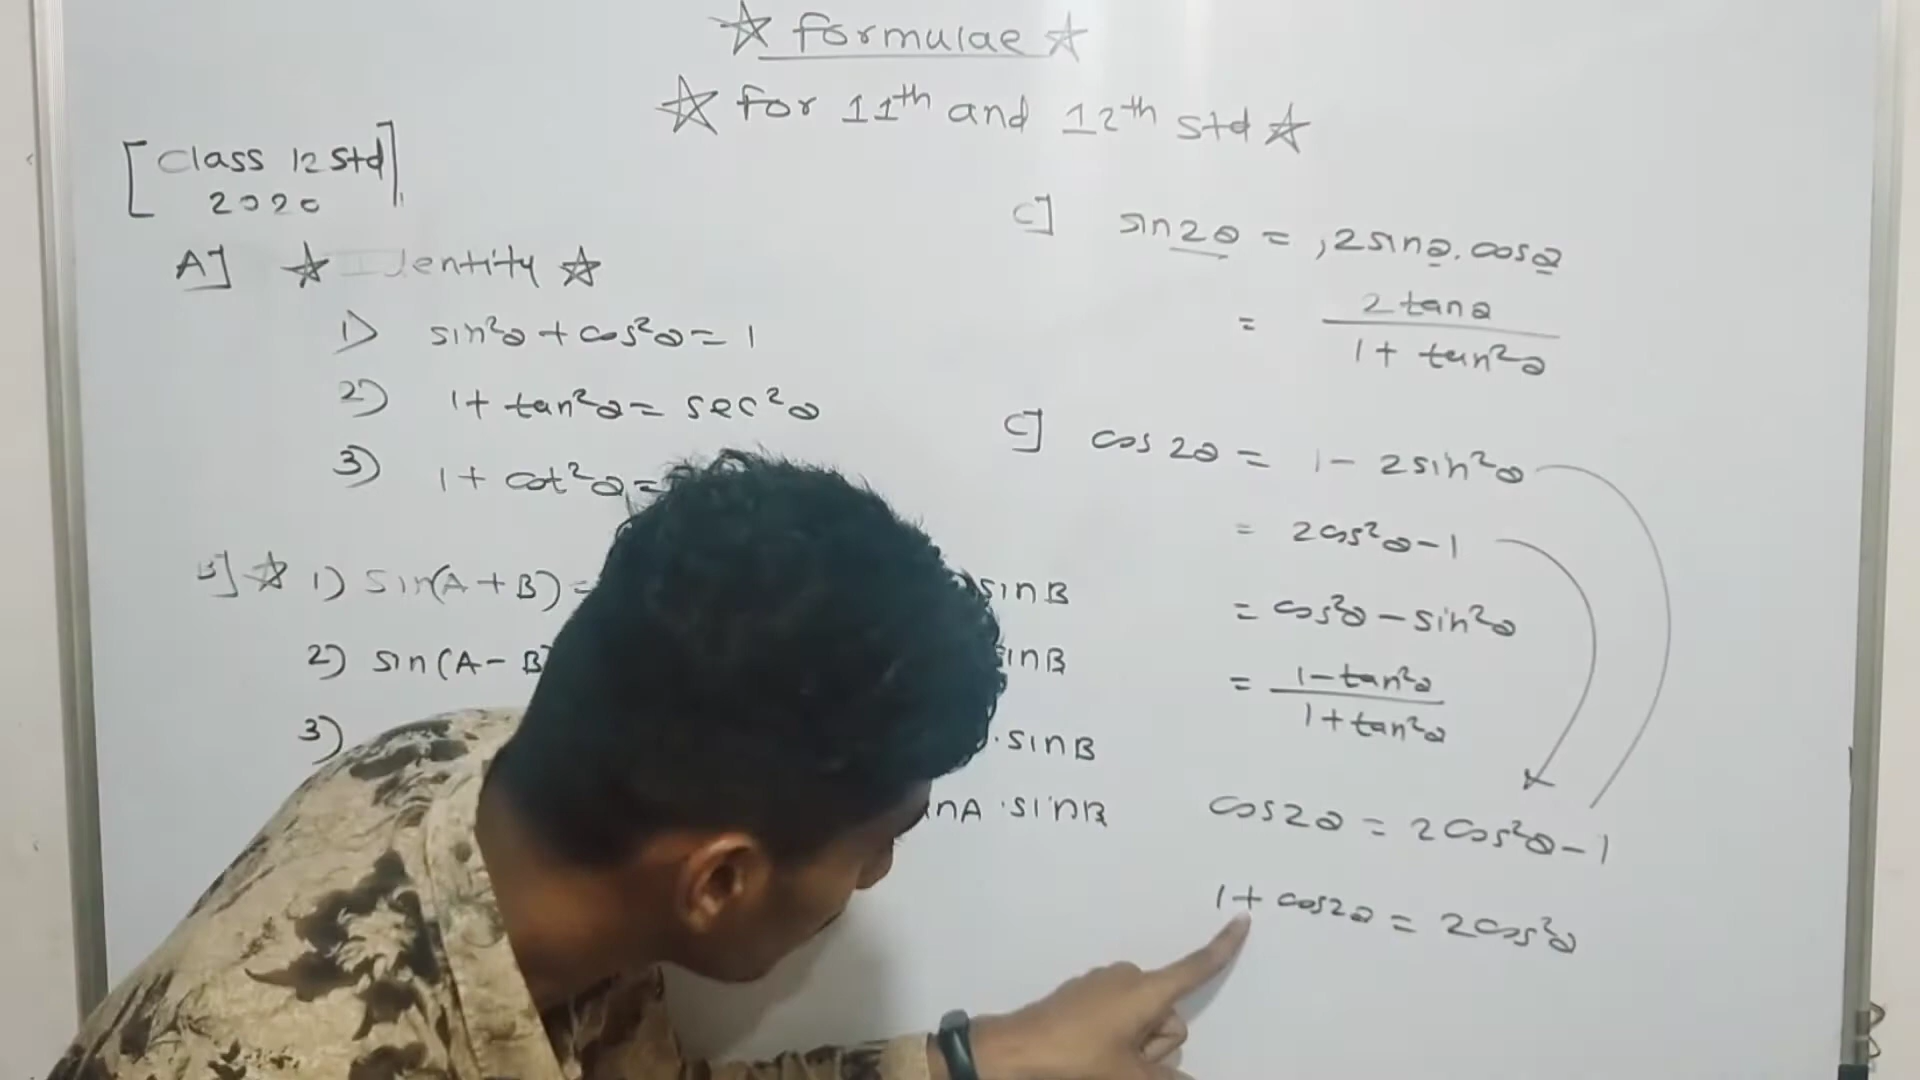 ☆ formulae ☆
☆ for 11th and 12th std ☆
[Class 12 std]
2020
A] ☆ Identity ☆
1) sin²θ + cos²θ = 1
2) 1 + tan²θ = sec²θ
3) 1 + cot²θ =
B] ☆ 1) sin(A + B) = sinB
2) sin(A - B) sinB
3) . sinB
nA . sinB
C] sin2θ = 2sinθ . cosθ
= 2 tanθ / 1 + tan²θ
C] cos 2θ = 1 - 2sin²θ
= 2cos²θ - 1
= cos²θ - sin²θ
= 1 - tan²θ / 1 + tan²θ
cos2θ = 2cos²θ - 1
1 + cos2θ = 2cos²θ